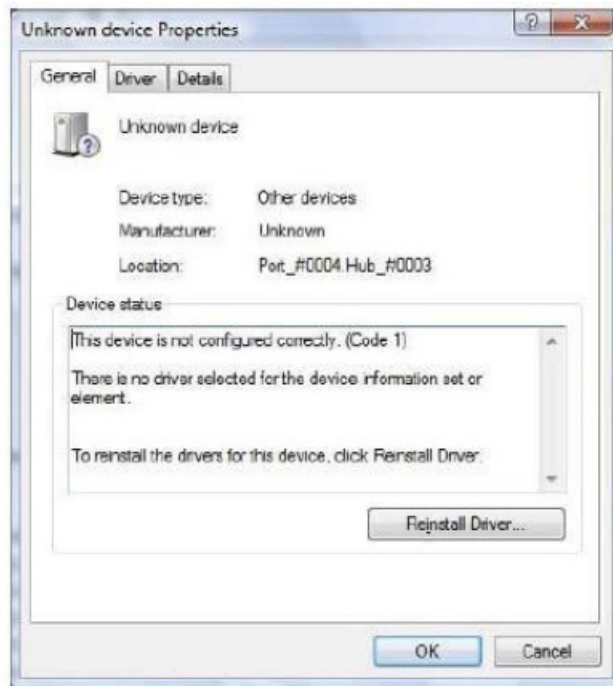 Unknown device Properties
General Driver Details
Unknown device
Device type: Other devices
Manufacturer: Unknown
Location: Port_#0004.Hub_#0003
Device status
This device is not configured correctly. (Code 1)
There is no driver selected for the device information set or
element.
To reinstall the drivers for this device, click Reinstall Driver.
Reinstall Driver...
OK Cancel